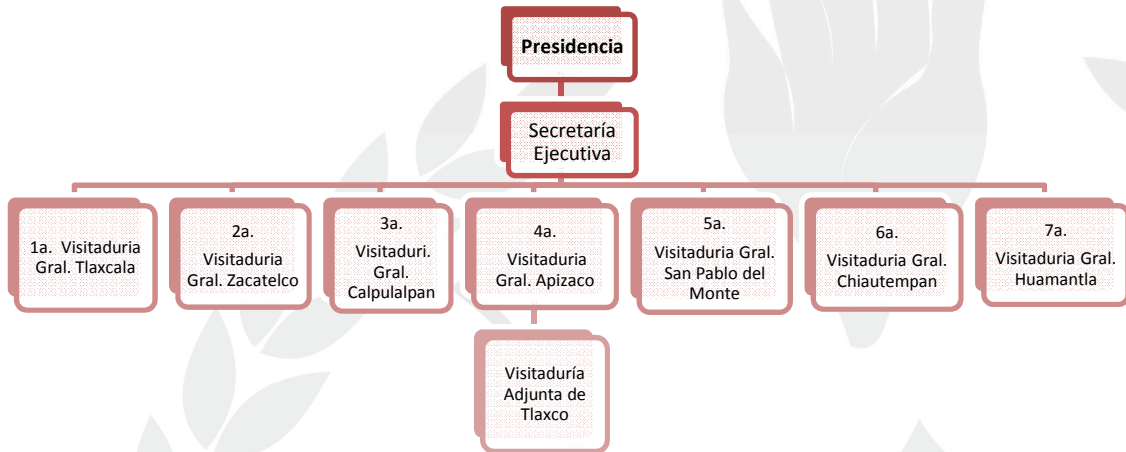 Presidencia
Secretaría
Ejecutiva
1a. Visitaduria
Gral. Tlaxcala
2a.
Visitaduria
Gral. Zacatelco
3a.
Visitaduri.
Gral.
Calpulalpan
4a.
Visitaduria
Gral. Apizaco
5a.
Visitaduria Gral.
San Pablo del
Monte
6a.
Visitaduria Gral.
Chiautempan
7a.
Visitaduria Gral.
Huamantla
Visitaduría
Adjunta de
Tlaxco